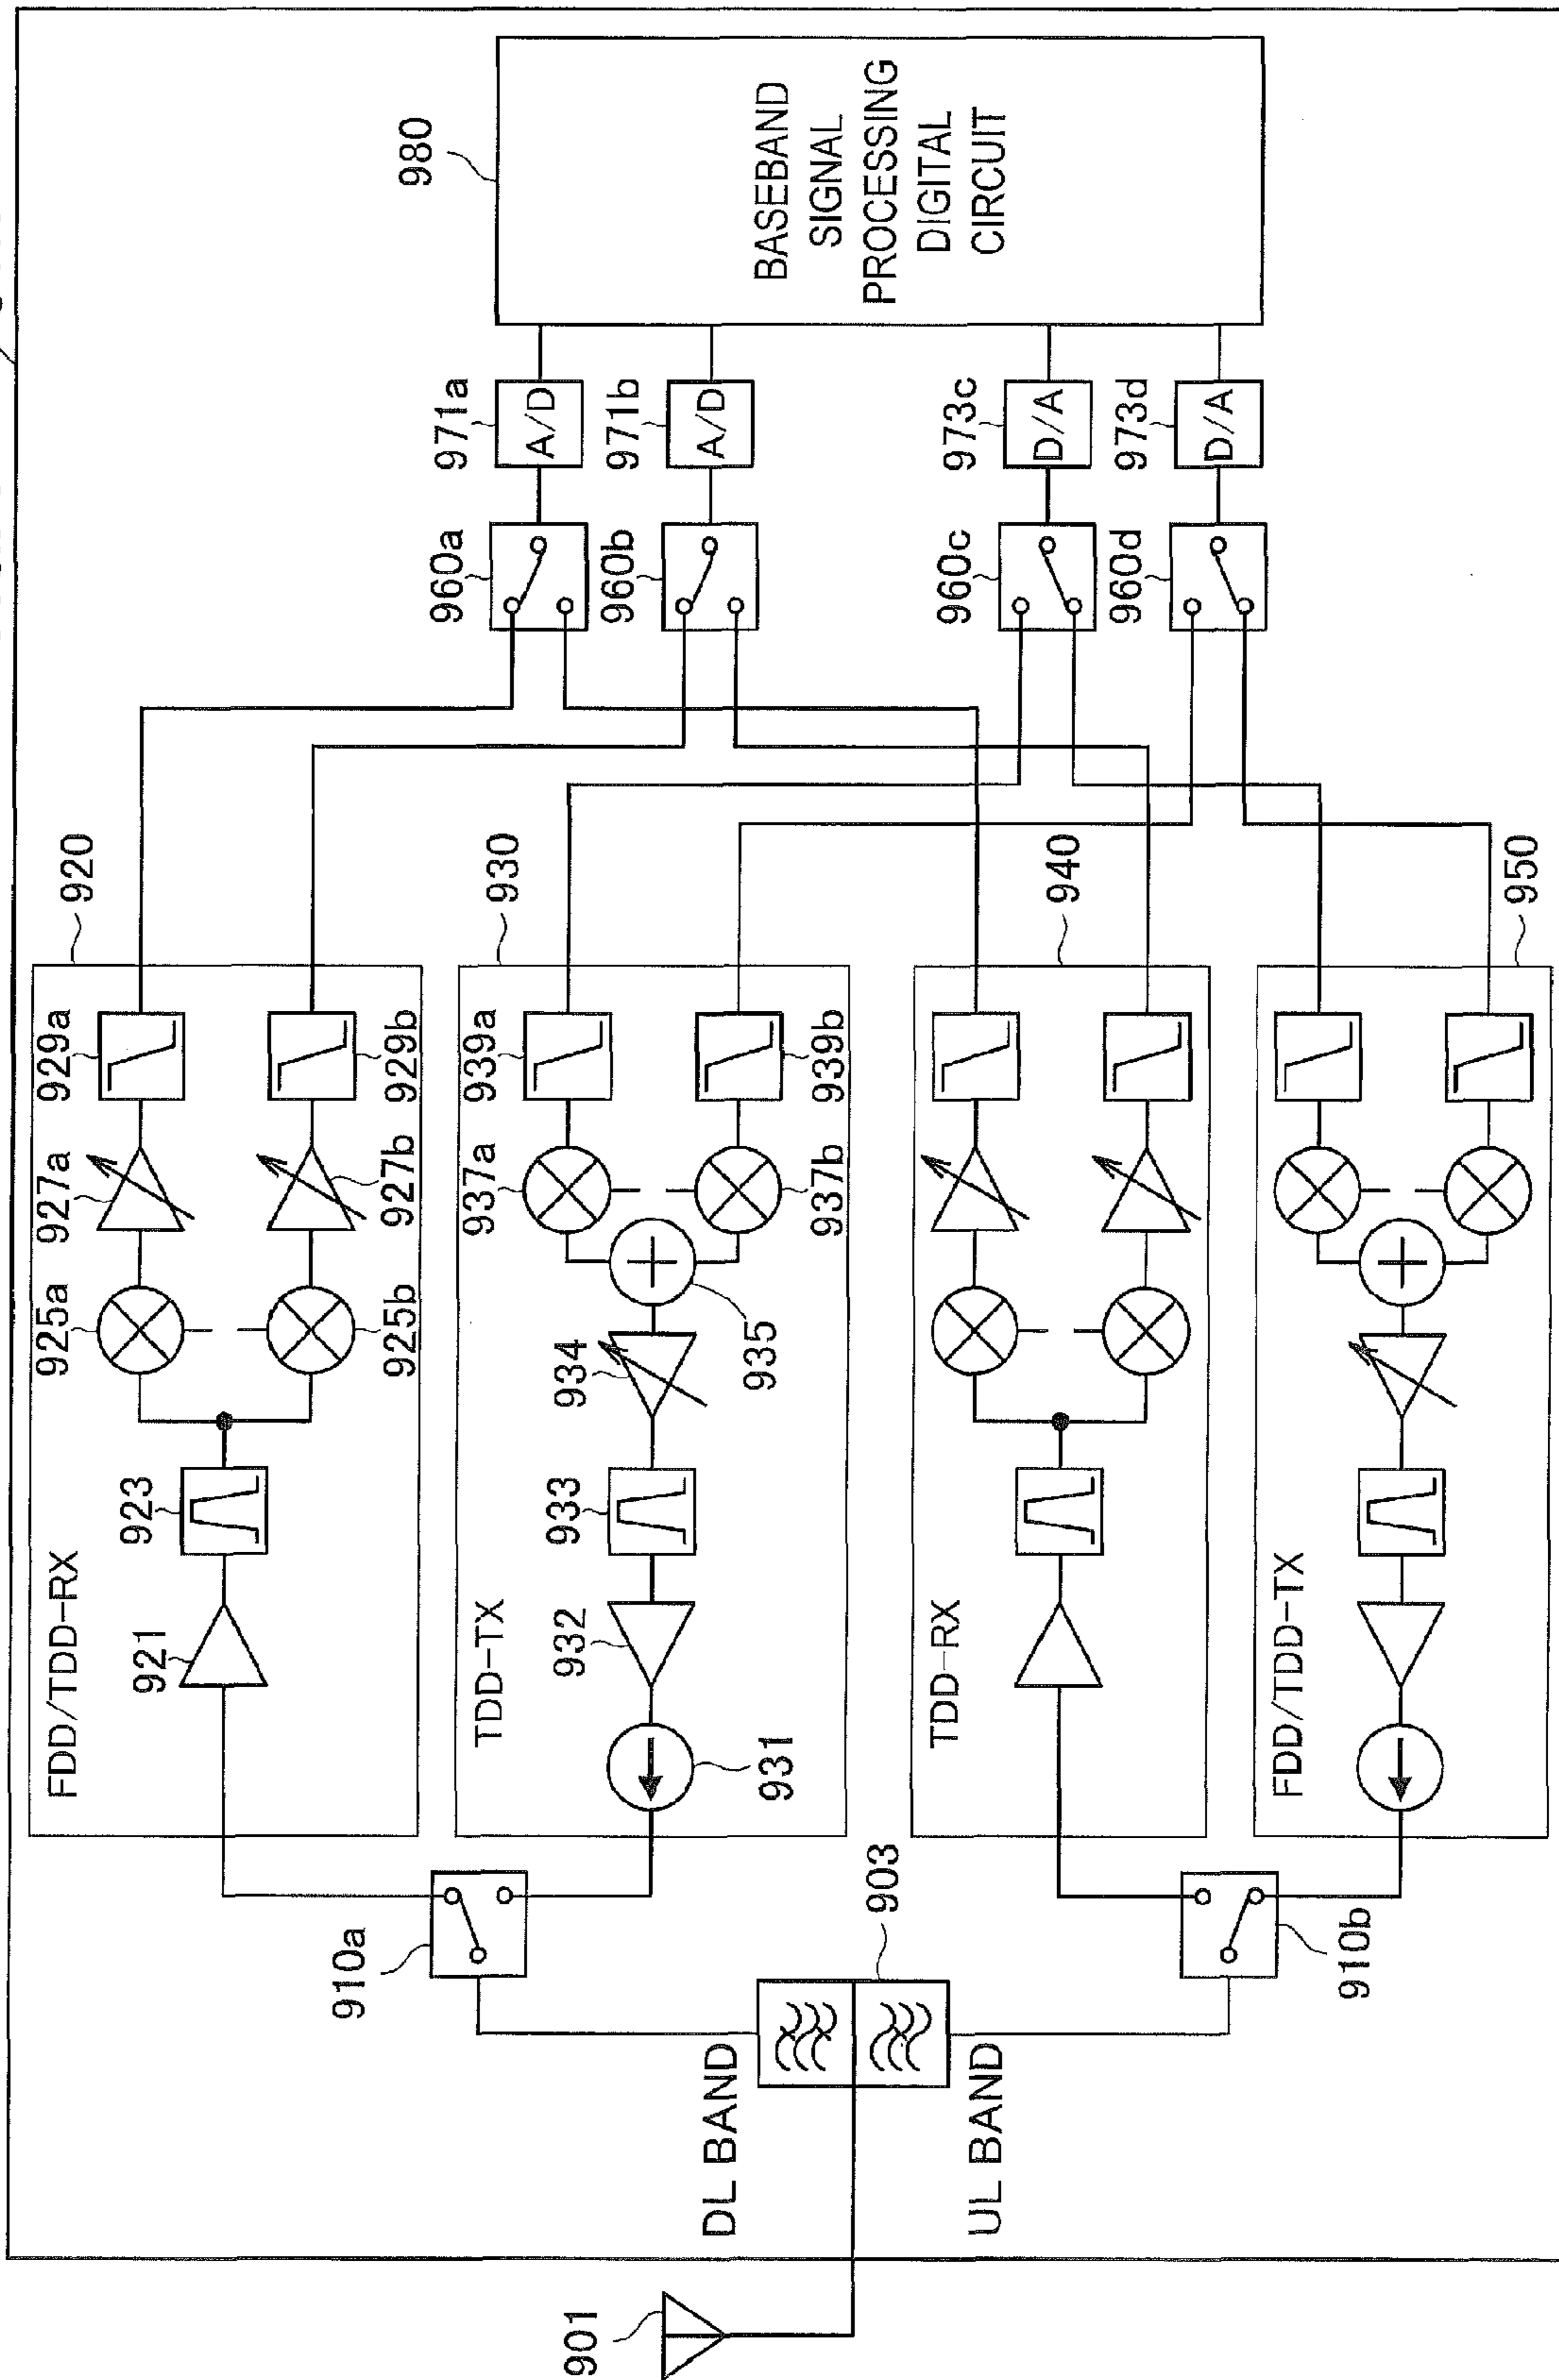 901
DL BAND
UL BAND
903
910a
910b
FDD/TDD-RX
920
921
923
925a
925b
927a
927b
929a
929b
TDD-TX
930
931
932
933
934
935
937a
937b
939a
939b
TDD-RX
940
FDD/TDD-TX
950
960a
960b
960c
960d
971a
A/D
971b
A/D
973c
D/A
973d
D/A
980
BASEBAND
SIGNAL
PROCESSING
DIGITAL
CIRCUIT